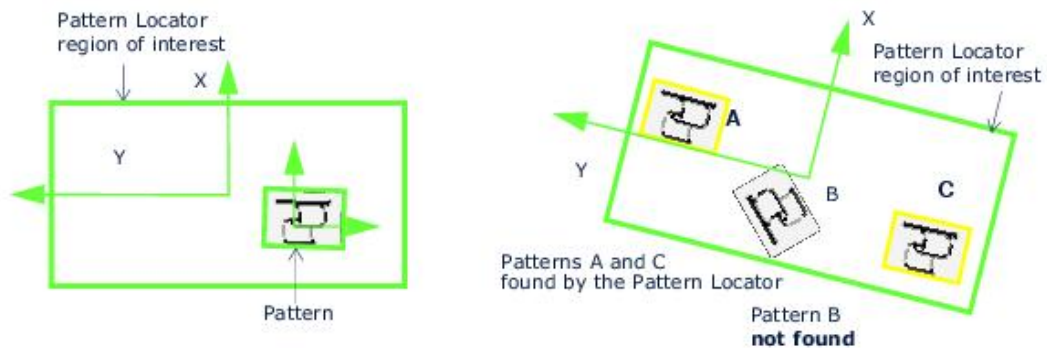 Pattern Locator
region of interest
X
Y
Pattern
X
Pattern Locator
region of interest
A
Y
B
C
Patterns A and C
found by the Pattern Locator
Pattern B
not found